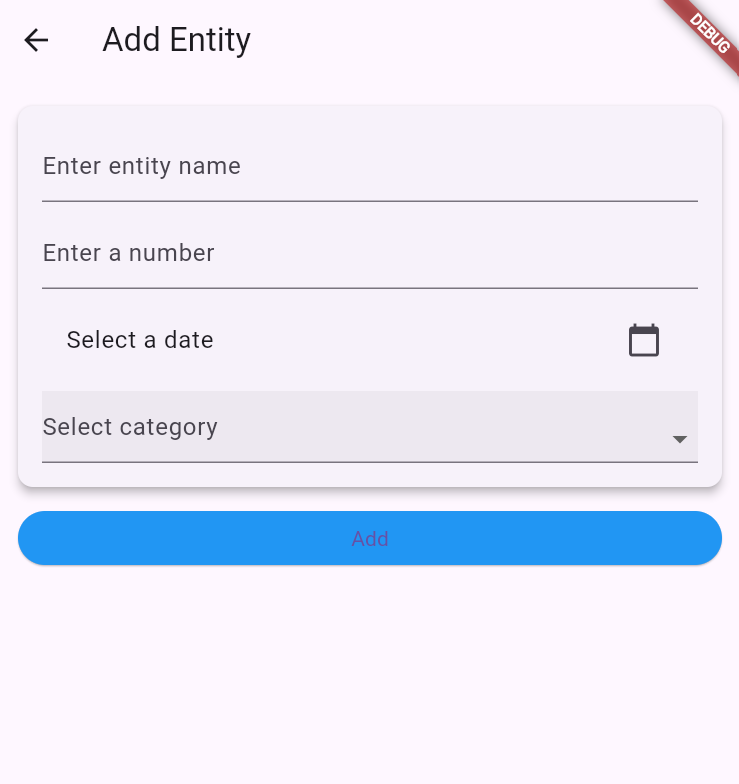 Add Entity
DEBUG
Enter entity name
Enter a number
Select a date
Select category
Add